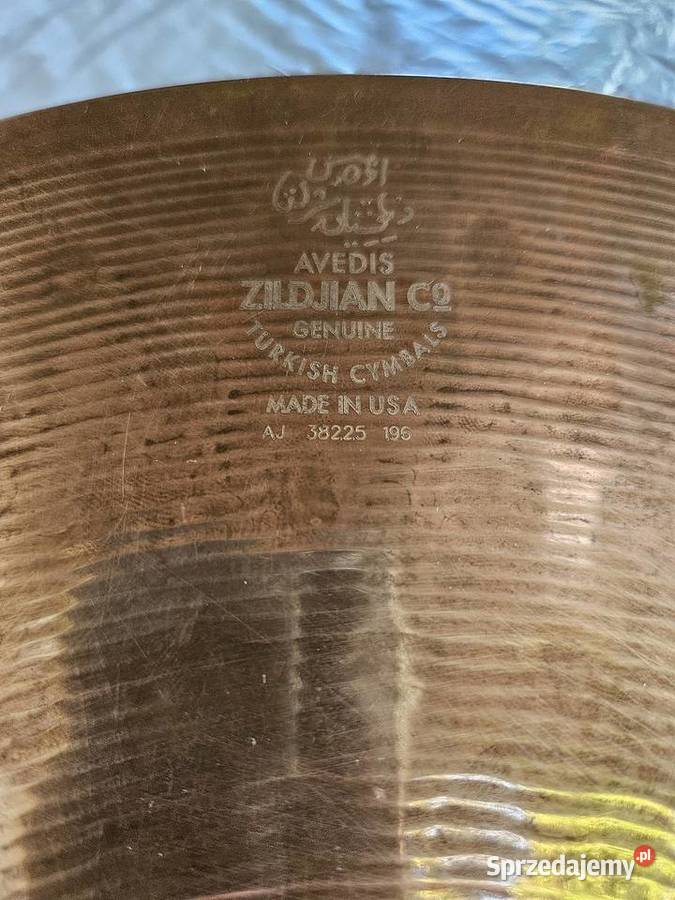 AVEDIS
ZILDJIAN CO
GENUINE
TURKISH CYMBALS
MADE IN USA
AJ 38225 196
Sprzedajemy.pl